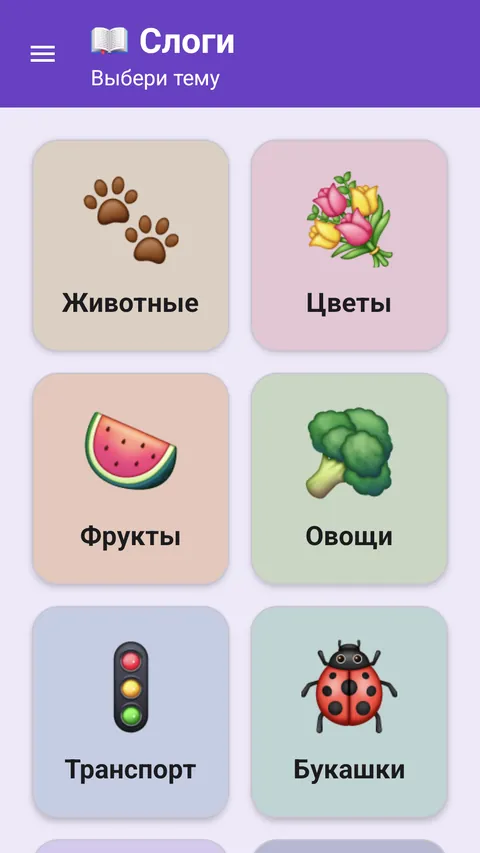 Слоги
Выбери тему
Животные
Цветы
Фрукты
Овощи
Транспорт
Букашки